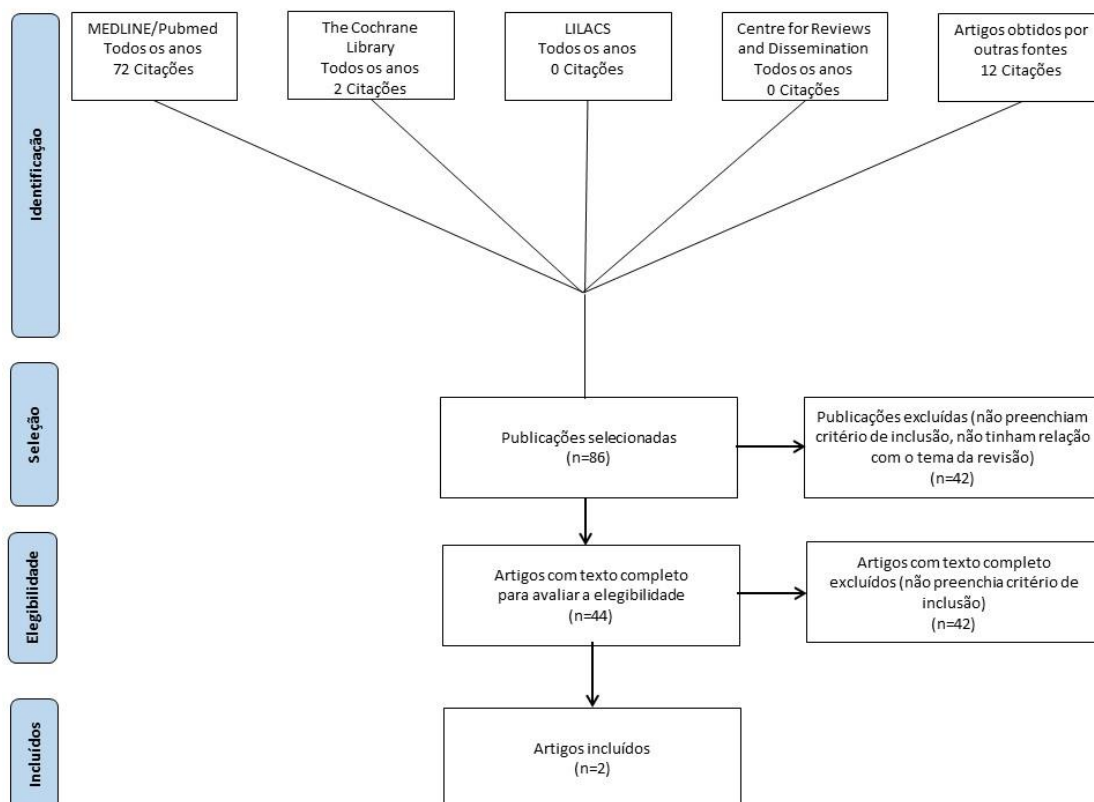 Identificação
MEDLINE/Pubmed
Todos os anos
72 Citações
The Cochrane
Library
Todos os anos
2 Citações
LILACS
Todos os anos
0 Citações
Centre for Reviews
and Dissemination
Todos os anos
0 Citações
Artigos obtidos por
outras fontes
12 Citações
Seleção
Publicações selecionadas
(n=86)
Publicações excluídas (não preenchiam
critério de inclusão, não tinham relação
com o tema da revisão)
(n=42)
Elegibilidade
Artigos com texto completo
para avaliar a elegibilidade
(n=44)
Artigos com texto completo
excluídos (não preenchia critério de
inclusão)
(n=42)
Incluídos
Artigos incluídos
(n=2)